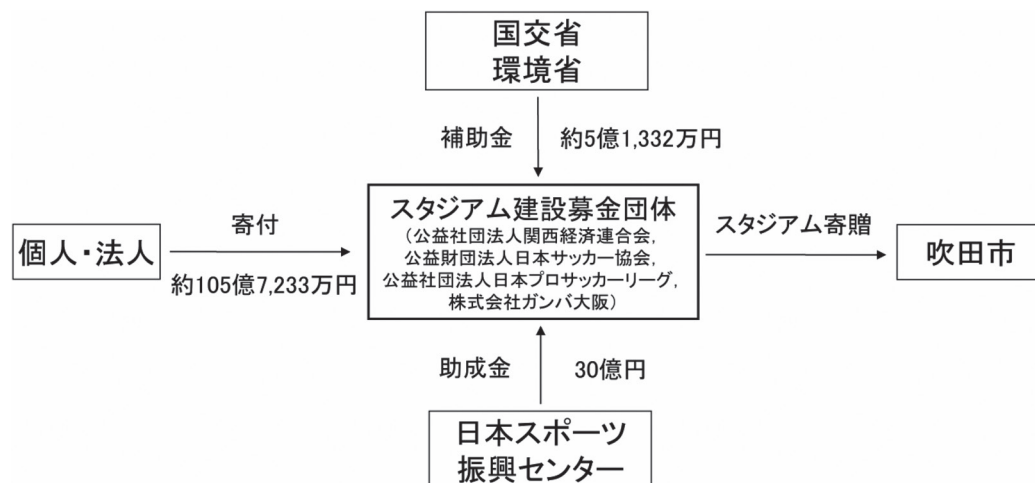 国交省
環境省
補助金
約5億1,332万円
スタジアム建設募金団体
（公益社団法人関西経済連合会，
公益財団法人日本サッカー協会，
公益社団法人日本プロサッカーリーグ，
株式会社ガンバ大阪）
個人・法人
寄付
約105億7,233万円
スタジアム寄贈
吹田市
助成金
30億円
日本スポーツ
振興センター